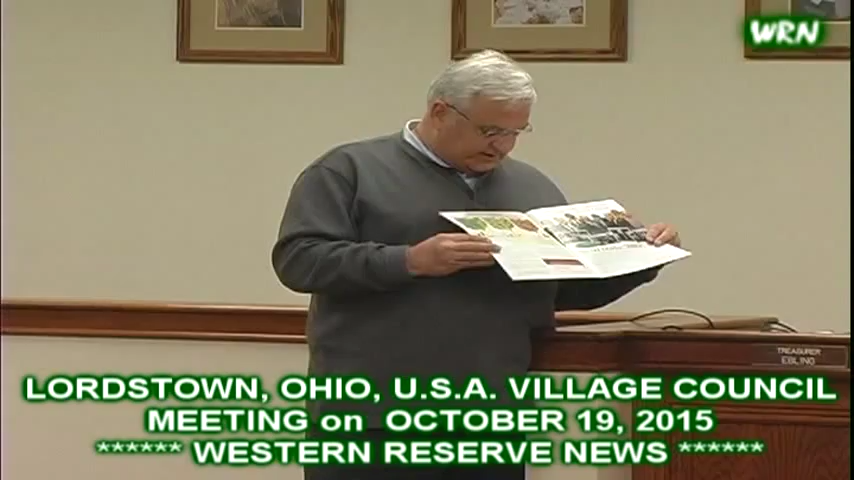 WRN
TREASURER
EBLING
LORDSTOWN, OHIO, U.S.A. VILLAGE COUNCIL
MEETING on OCTOBER 19, 2015
****** WESTERN RESERVE NEWS ******